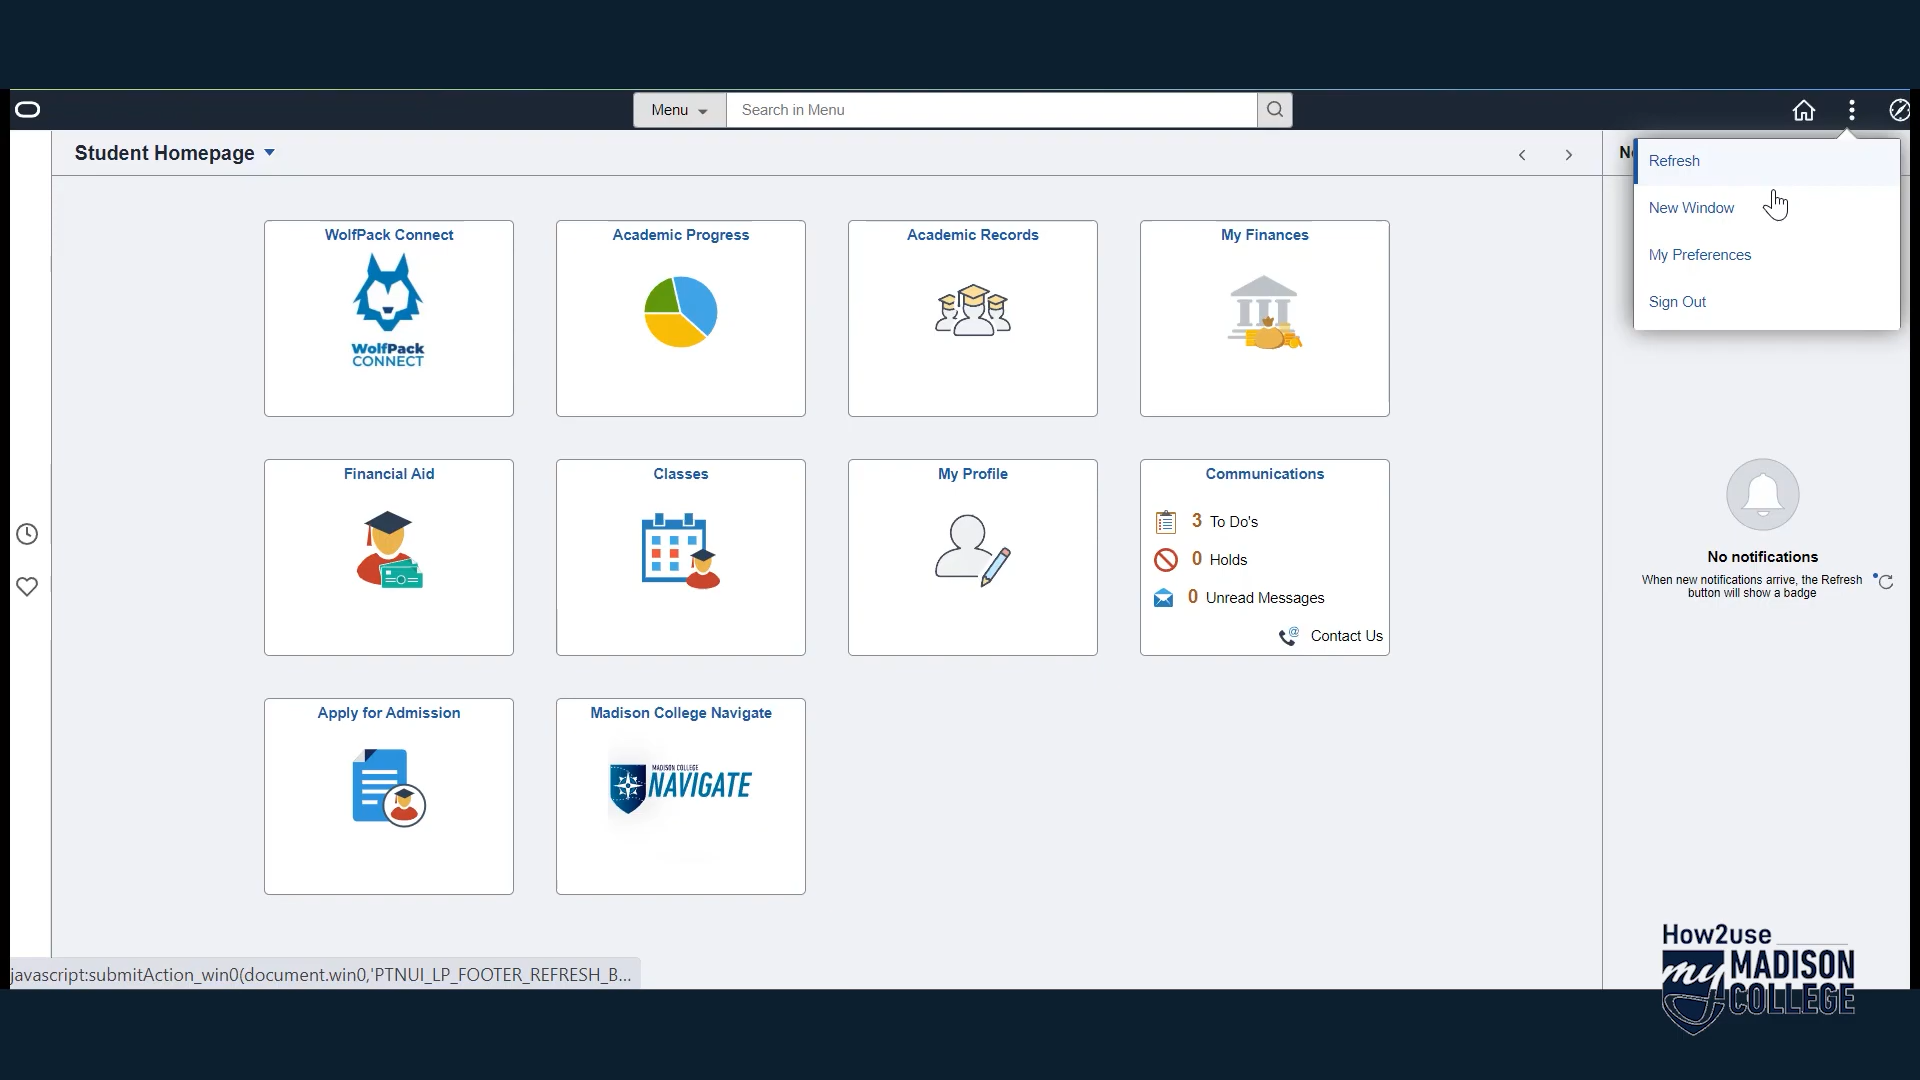 Menu
Search in Menu
Student Homepage
Refresh
New Window
My Preferences
Sign Out
WolfPack Connect
WolfPack
CONNECT
Academic Progress
Academic Records
My Finances
Financial Aid
Classes
My Profile
Communications
3 To Do's
0 Holds
0 Unread Messages
@
Contact Us
Apply for Admission
Madison College Navigate
MADISON COLLEGE
NAVIGATE
No notifications
When new notifications arrive, the Refresh
button will show a badge
javascript:submitAction_win0(document.win0,'PTNUI_LP_FOOTER_REFRESH_B...
How2use
my MADISON
COLLEGE